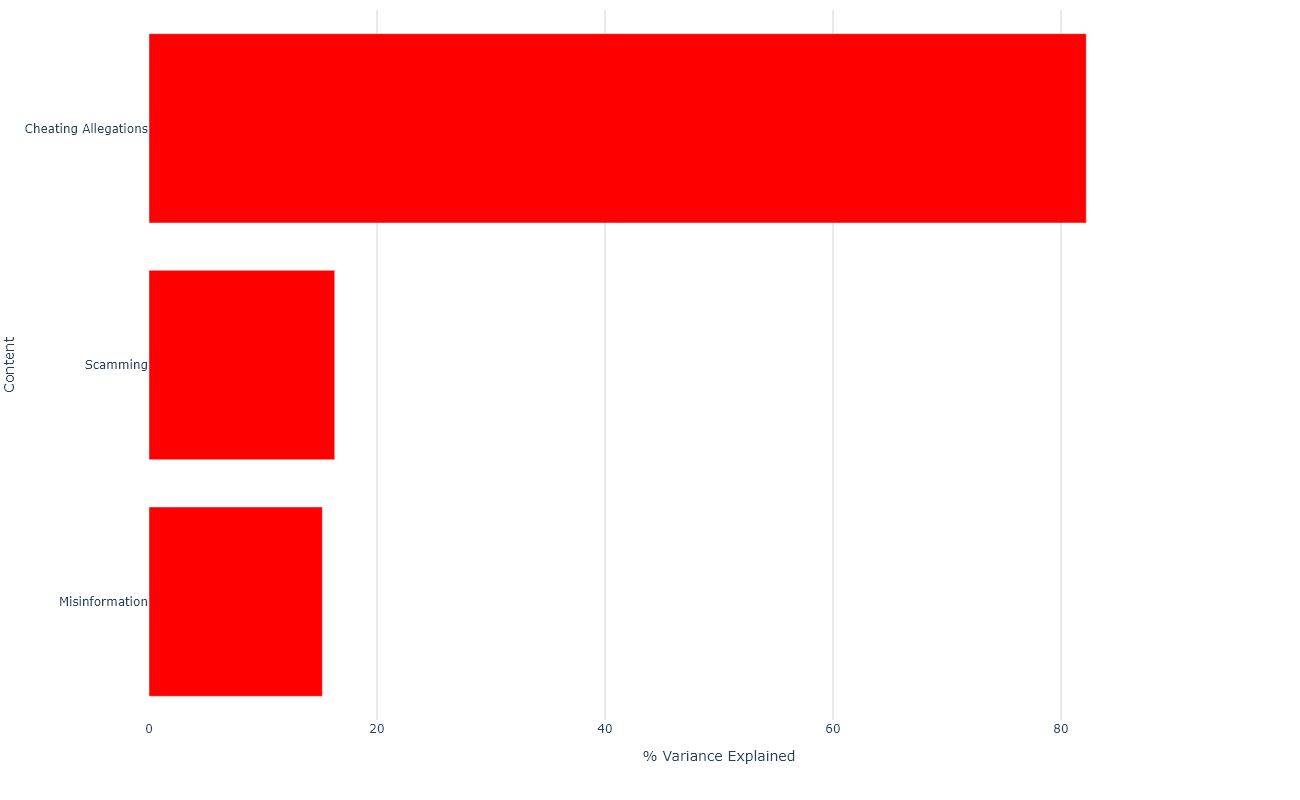 Cheating Allegations
Scamming
Misinformation
Content
0 20 40 60 80
% Variance Explained